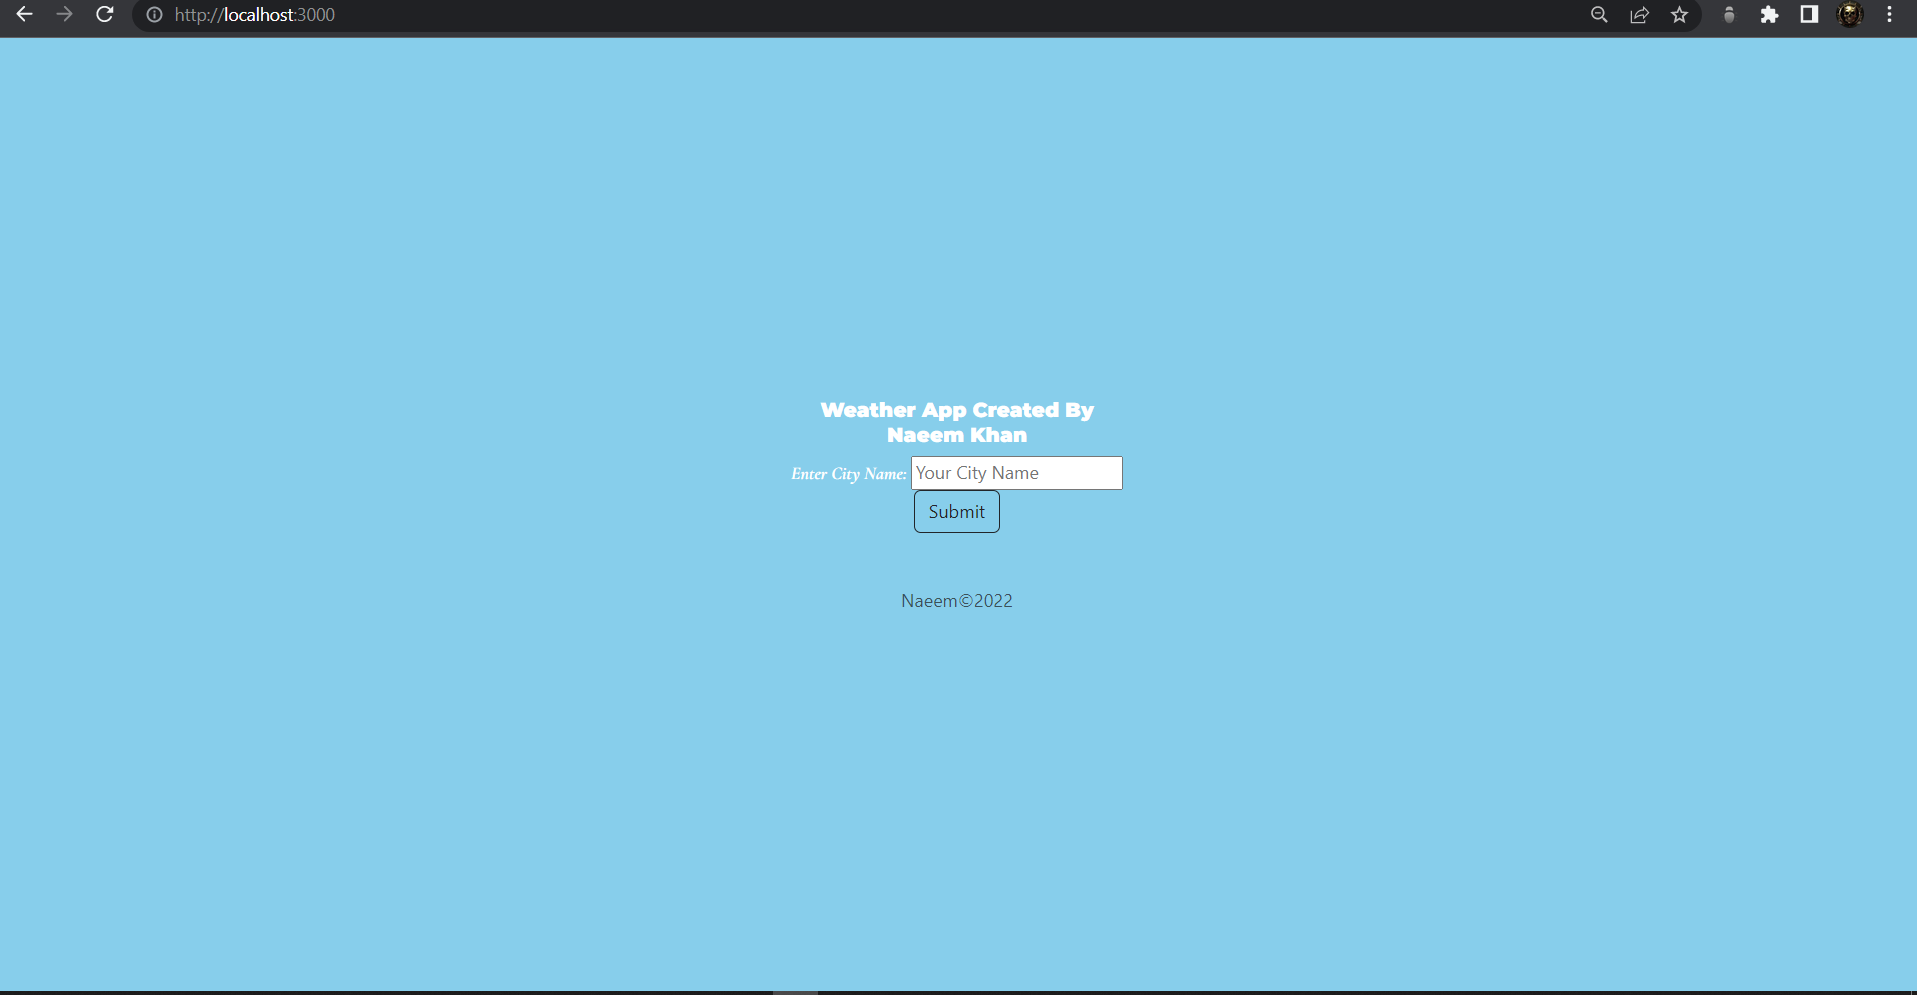 http://localhost:3000
Weather App Created By
Naeem Khan
Enter City Name: Your City Name
Submit
Naeem©2022